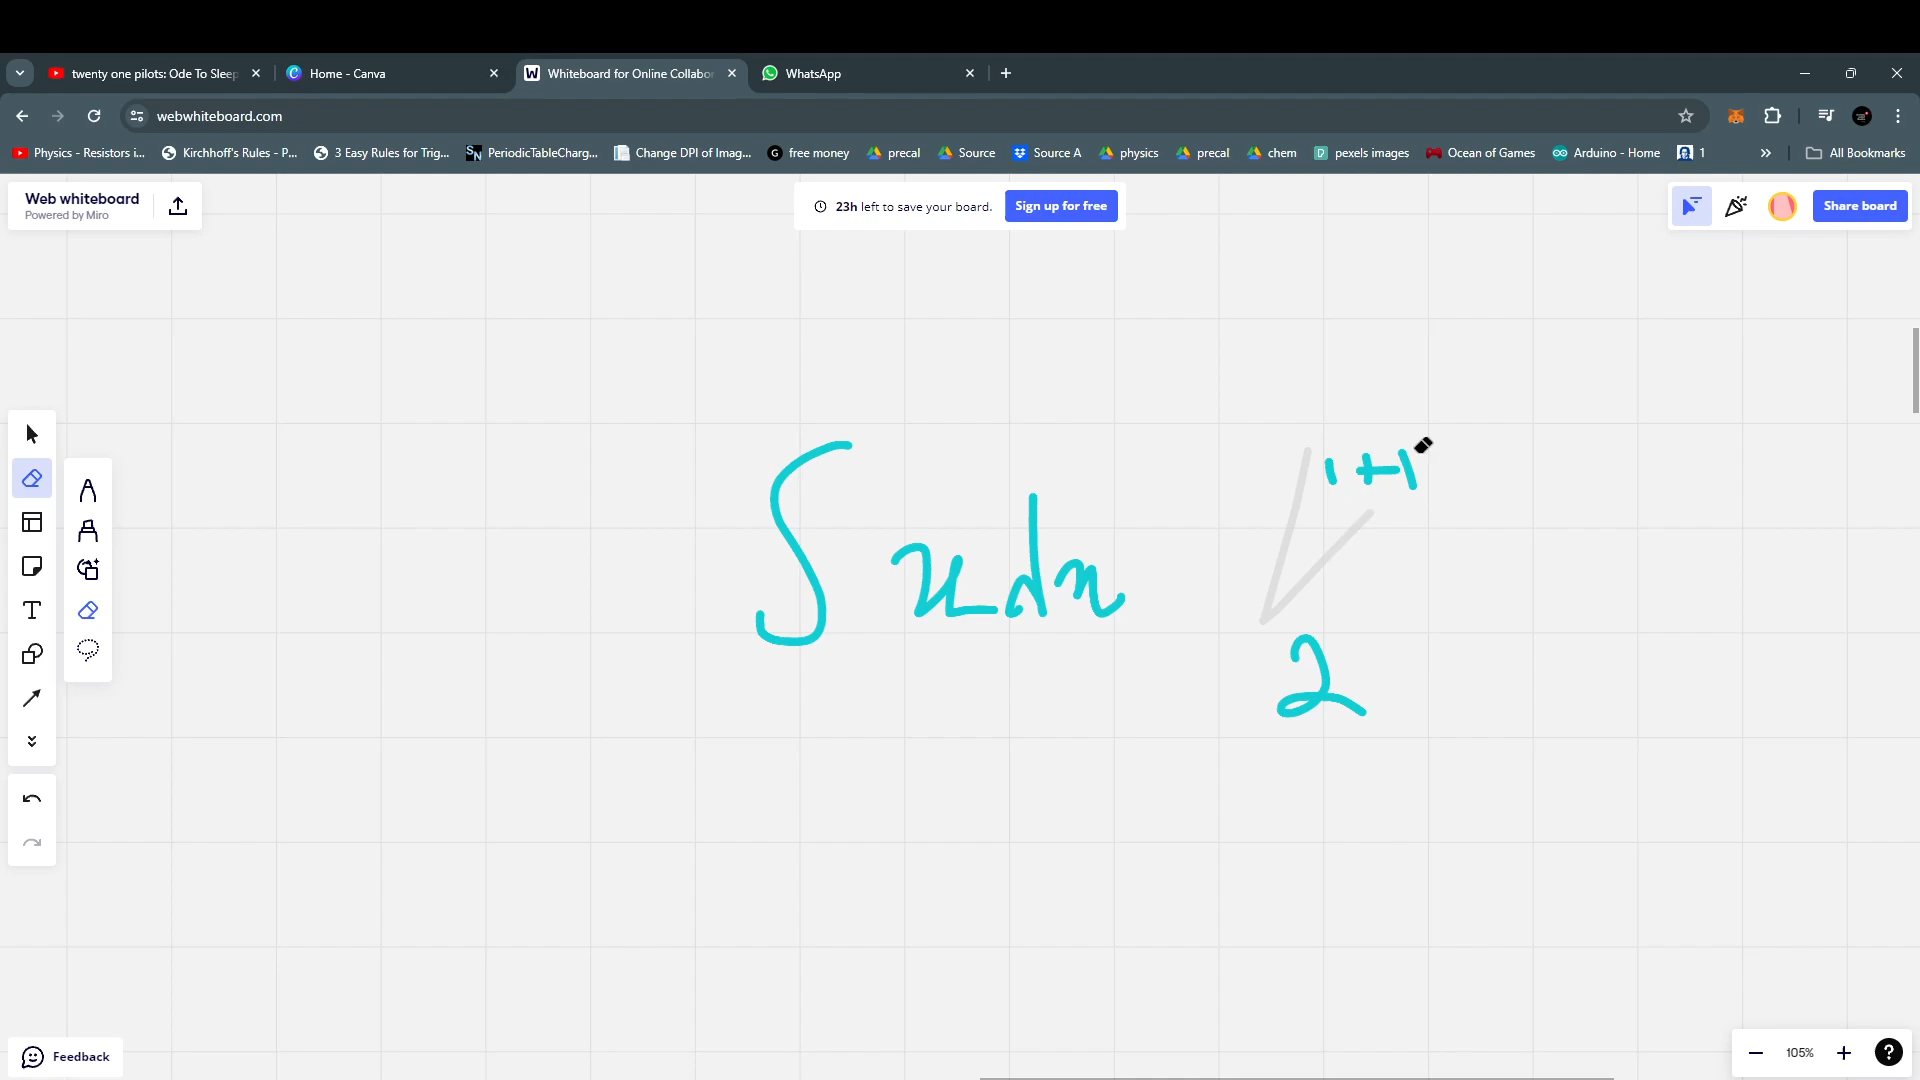 twenty one pilots: Ode To Sleep
Home - Canva
Whiteboard for Online Collabor
WhatsApp
webwhiteboard.com
Physics - Resistors i...
Kirchhoff's Rules - P...
3 Easy Rules for Trig...
PeriodicTableCharg...
Change DPI of Imag...
free money
precal
Source
Source A
physics
precal
chem
pexels images
Ocean of Games
Arduino - Home
1
All Bookmarks
Web whiteboard
Powered by Miro
23h left to save your board.
Sign up for free
Share board
1+1
∫ x dx
2
Feedback
105%